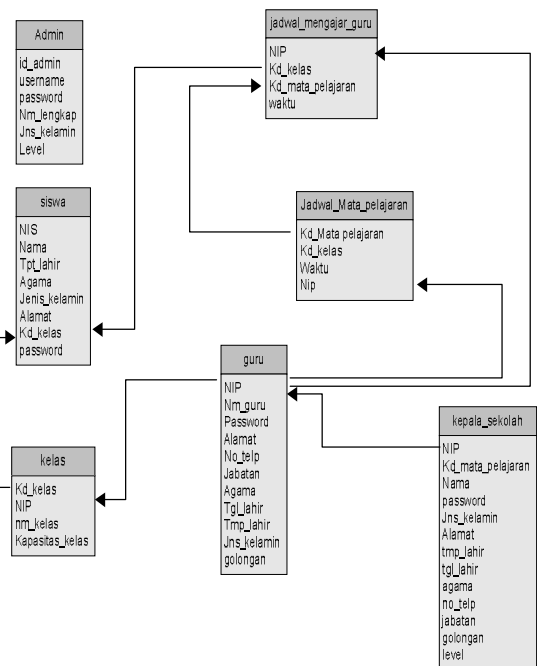 Admin
id_admin
username
password
Nm_lengkap
Jns_kelamin
Level
jadwal_mengajar_guru
NIP
Kd_kelas
Kd_mata_pelajaran
waktu
siswa
NIS
Nama
Tpt_lahir
Agama
Jenis_kelamin
Alamat
Kd_kelas
password
Jadwal_Mata_pelajaran
Kd_Mata pelajaran
Kd_kelas
Waktu
Nip
guru
NIP
Nm_guru
Password
Alamat
No_telp
Jabatan
Agama
Tgl_lahir
Tmp_lahir
Jns_kelamin
golongan
kelas
Kd_kelas
NIP
nm_kelas
Kapasitas_kelas
kepala_sekolah
NIP
Kd_mata_pelajaran
Nama
password
Jns_kelamin
Alamat
tmp_lahir
tgl_lahir
agama
no_telp
jabatan
golongan
level